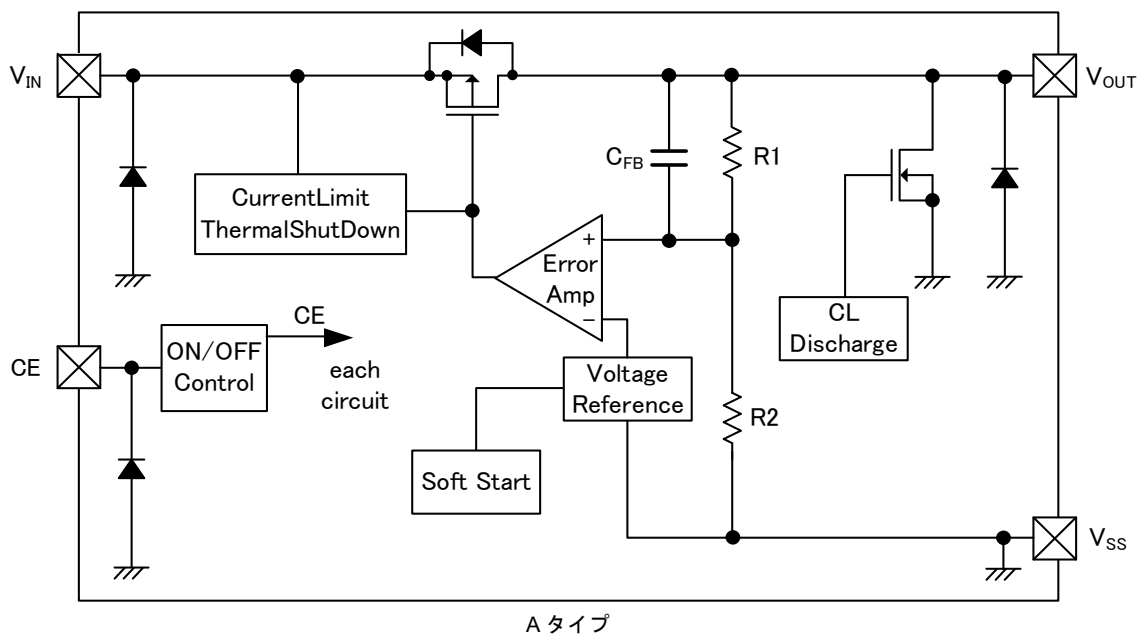 V_IN
V_OUT
C_FB
R1
CurrentLimit
ThermalShutDown
+
Error
Amp
−
CL
Discharge
CE
ON/OFF
Control
CE
each
circuit
Voltage
Reference
R2
Soft Start
V_SS
A タイプ